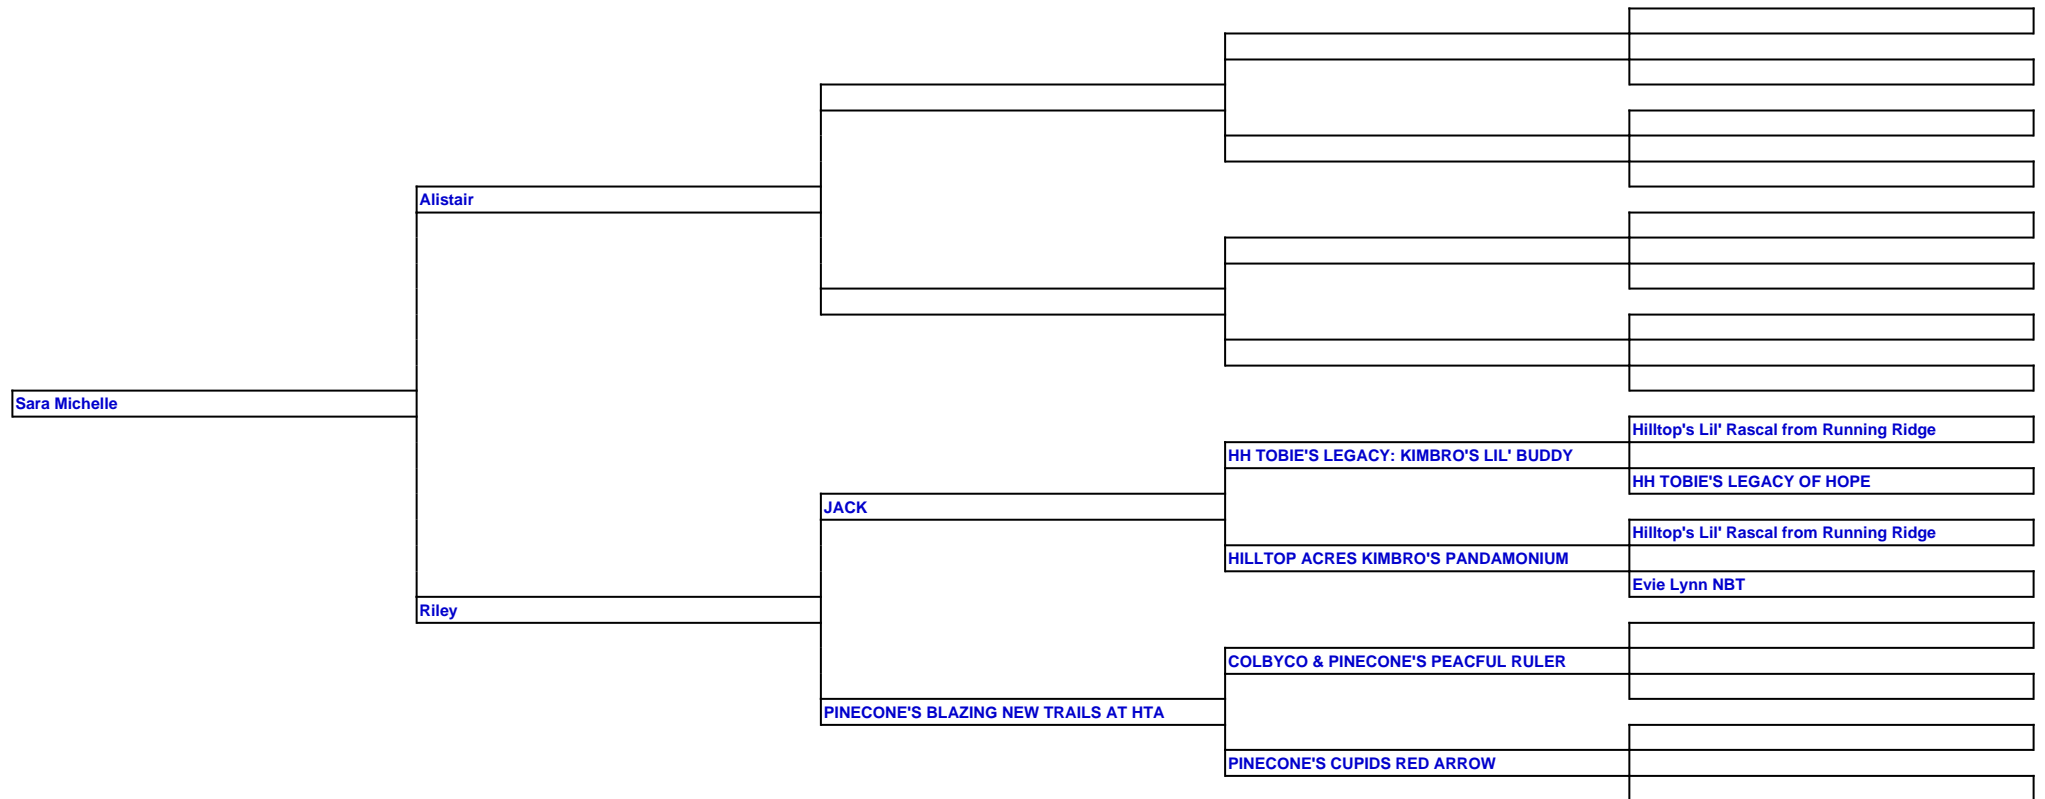 Alistair
Sara Michelle
Hilltop's Lil' Rascal from Running Ridge
HH TOBIE'S LEGACY: KIMBRO'S LIL' BUDDY
HH TOBIE'S LEGACY OF HOPE
JACK
Hilltop's Lil' Rascal from Running Ridge
HILLTOP ACRES KIMBRO'S PANDAMONIUM
Evie Lynn NBT
Riley
COLBYCO & PINECONE'S PEACFUL RULER
PINECONE'S BLAZING NEW TRAILS AT HTA
PINECONE'S CUPIDS RED ARROW